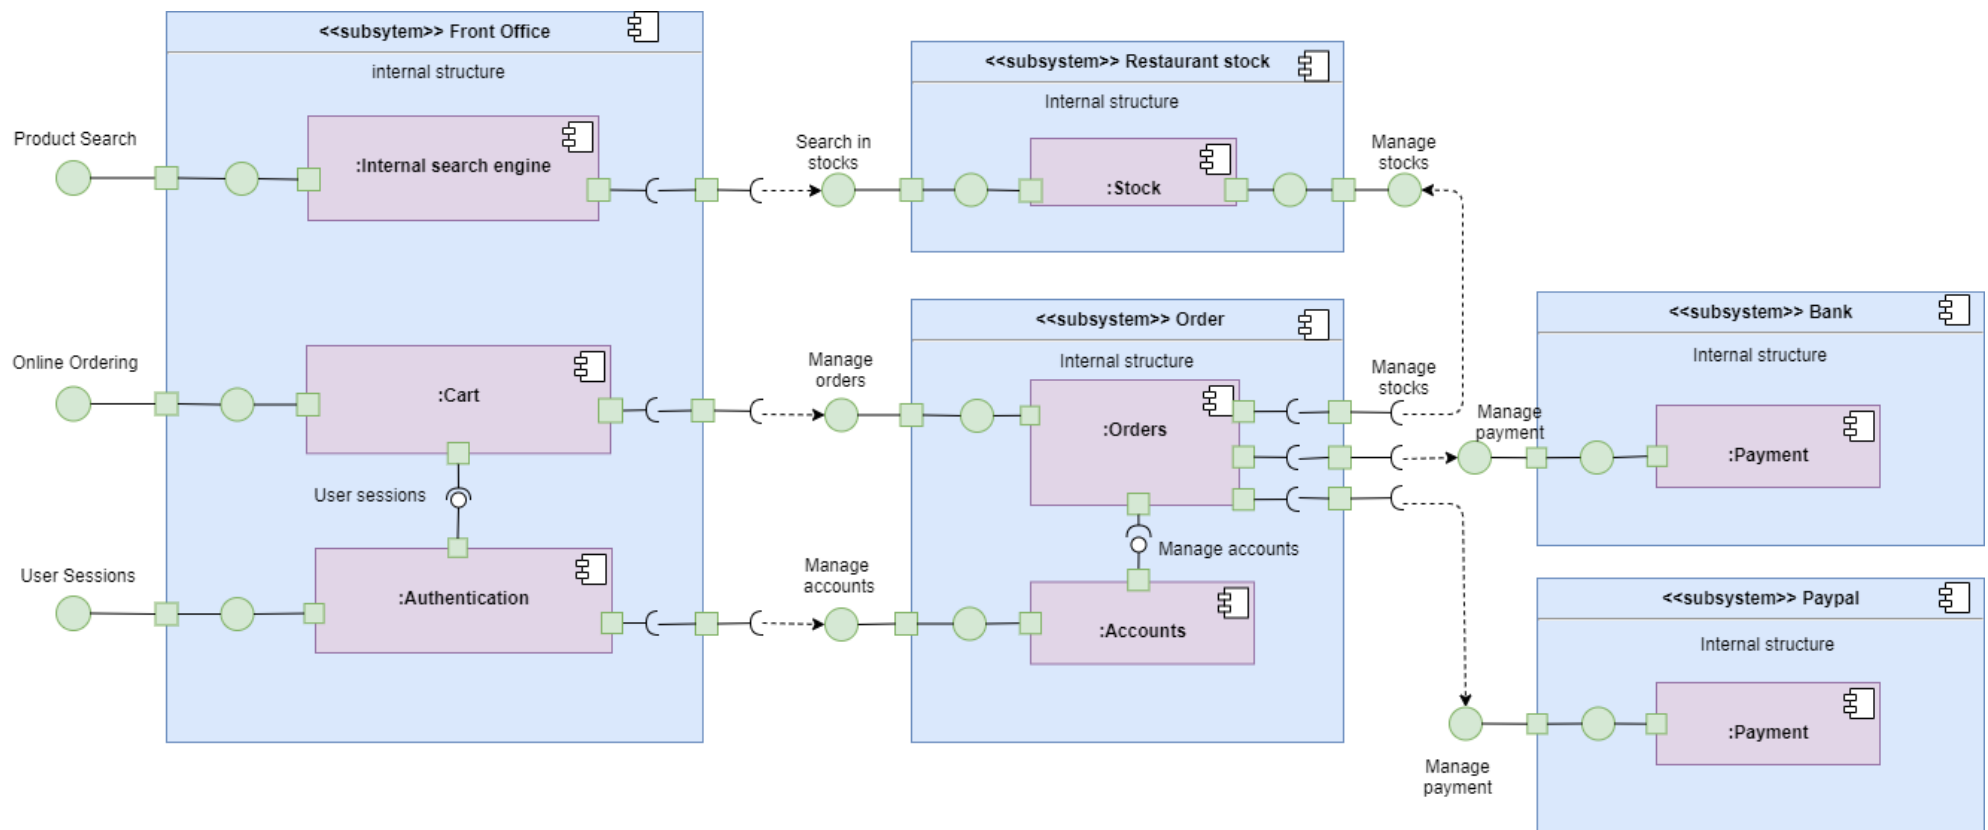 <<subsytem>> Front Office
internal structure
Product Search
:Internal search engine
Online Ordering
:Cart
User sessions
User Sessions
:Authentication
Search in
stocks
<<subsystem>> Restaurant stock
Internal structure
:Stock
Manage
stocks
Manage
orders
<<subsystem>> Order
Internal structure
:Orders
Manage
stocks
Manage accounts
Manage
accounts
:Accounts
Manage
payment
<<subsystem>> Bank
Internal structure
:Payment
<<subsystem>> Paypal
Internal structure
:Payment
Manage
payment